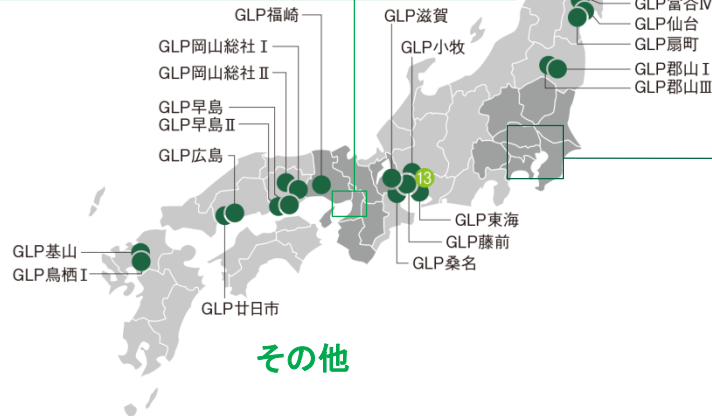 GLP富谷Ⅳ
GLP仙台
GLP扇町
GLP郡山Ⅰ
GLP郡山Ⅲ
GLP福崎
GLP滋賀
GLP岡山総社Ⅰ
GLP小牧
GLP岡山総社Ⅱ
GLP早島
GLP早島Ⅱ
GLP広島
13
GLP東海
GLP藤前
GLP桑名
GLP基山
GLP鳥栖Ⅰ
GLP廿日市
その他